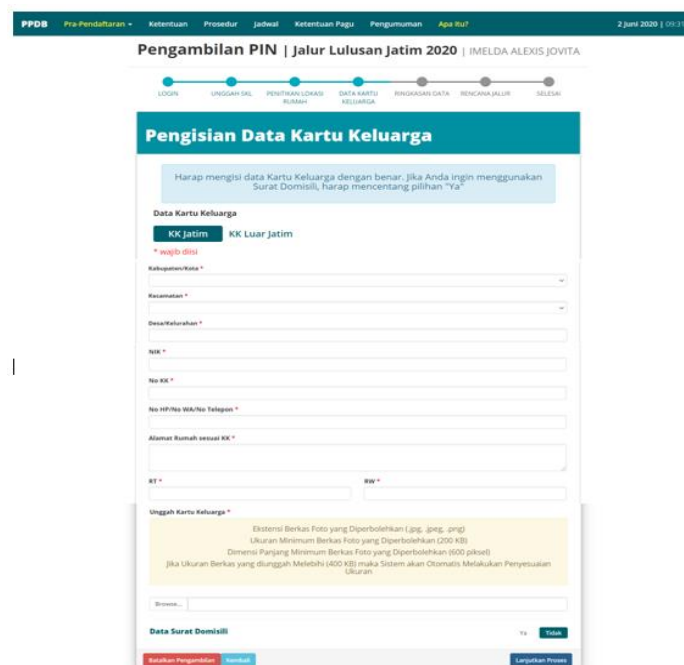 PPDB Pra-Pendaftaran Ketentuan Prosedur Jadwal Ketentuan Pagu Pengumuman Apa Itu? 2 Juni 2020 | 09:31
Pengambilan PIN | Jalur Lulusan Jatim 2020 | IMELDA ALEXIS JOVITA
LOGIN UNGGAH SKL PENITIKAN LOKASI RUMAH DATA KARTU KELUARGA RINGKASAN DATA RENCANA JALUR SELESAI
Pengisian Data Kartu Keluarga
Harap mengisi data Kartu Keluarga dengan benar. Jika Anda ingin menggunakan
Surat Domisili, harap mencentang pilihan "Ya"
Data Kartu Keluarga
KK Jatim KK Luar Jatim
* wajib diisi
Kabupaten/Kota *
Kecamatan *
Desa/Kelurahan *
NIK *
No KK *
No HP/No WA/No Telepon *
Alamat Rumah sesuai KK *
RT * RW *
Unggah Kartu Keluarga *
Ekstensi Berkas Foto yang Diperbolehkan (.jpg, .jpeg, .png)
Ukuran Minimum Berkas Foto yang Diperbolehkan (200 KB)
Dimensi Panjang Minimum Berkas Foto yang Diperbolehkan (600 piksel)
Jika Ukuran Berkas yang diunggah Melebihi (400 KB) maka Sistem akan Otomatis Melakukan Penyesuaian
Ukuran
Browse...
Data Surat Domisili Ya Tidak
Batalkan Pengambilan Kembali Lanjutkan Proses